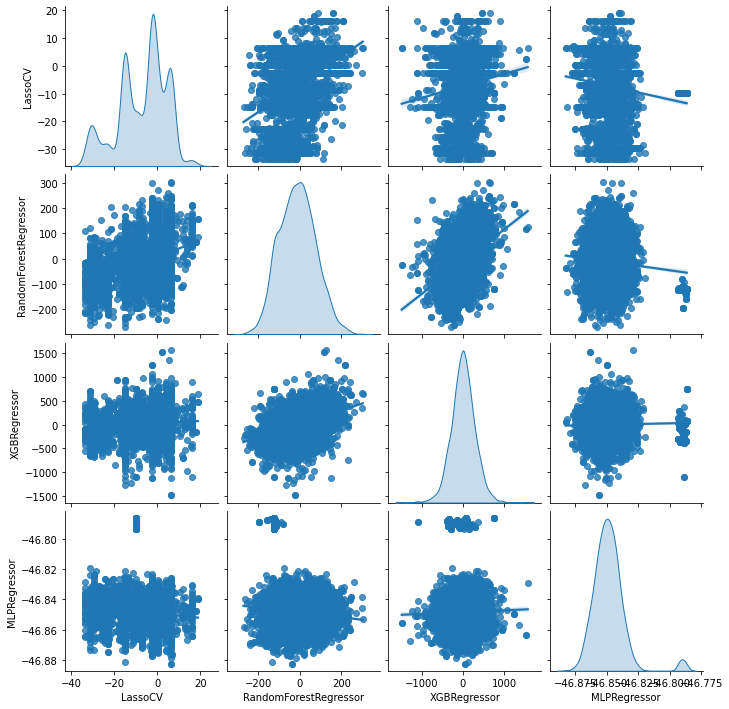 20
10
0
−10
−20
−30
LassoCV
300
200
100
0
−100
−200
RandomForestRegressor
1500
1000
500
0
−500
−1000
−1500
XGBRegressor
−46.80
−46.82
−46.84
−46.86
−46.88
MLPRegressor
−40 −20 0 20
LassoCV
−200 0 200
RandomForestRegressor
−1000 0 1000
XGBRegressor
−46.875 −46.850 −46.825 −46.800 −46.775
MLPRegressor